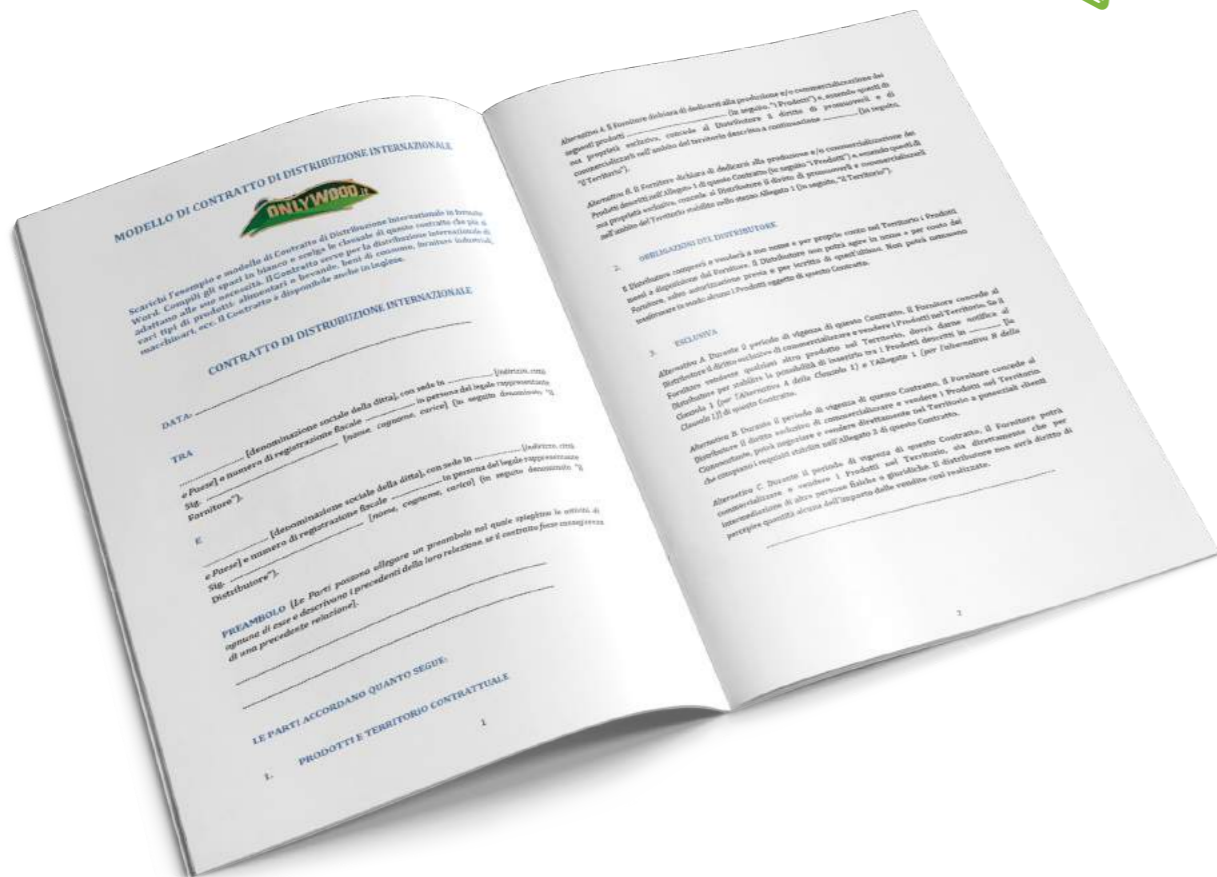 MODELLO DI CONTRATTO DI DISTRIBUZIONE INTERNAZIONALE
ONLYWOOD.it
Scarichi l'esempio e modello di Contratto di Distribuzione Internazionale in formato
Word. Compili gli spazi in bianco e scelga le clausole di questo contratto che più si
adattano alle sue necessità. Il Contratto serve per la distribuzione internazionale di
vari tipi di prodotti: alimentari e bevande, beni di consumo, forniture industriali,
macchinari, ecc. Il Contratto è disponibile anche in inglese.
CONTRATTO DI DISTRUBUZIONE INTERNAZIONALE
DATA:
TRA
[denominazione sociale della ditta], con sede in [indirizzo, città
e Paese] e numero di registrazione fiscale in persona del legale rappresentante
Sig. [nome, cognome, carica] (in seguito denominato "Il
Fornitore").
E
[denominazione sociale della ditta], con sede in [indirizzo, città
e Paese] e numero di registrazione fiscale in persona del legale rappresentante
Sig. [nome, cognome, carica] (in seguito denominato "Il
Distributore").
PREAMBOLO [Le Parti possono allegare un preambolo nel quale spieghino le attività di
ognuna di esse e descrivano i precedenti della loro relazione, se il contratto fosse conseguenza
di una precedente relazione].
LE PARTI ACCORDANO QUANTO SEGUE:
1. PRODOTTI E TERRITORIO CONTRATTUALE
1
Alternativa A. Il Fornitore dichiara di dedicarsi alla produzione e/o commercializzazione dei
seguenti prodotti (in seguito, "i Prodotti") e, essendo questi di
sua proprietà esclusiva, concede al Distributore il diritto di promuoverli e di
commercializzarli nell'ambito del territorio descritto a continuazione (in seguito,
"il Territorio").
Alternativa B. Il Fornitore dichiara di dedicarsi alla produzione e/o commercializzazione dei
Prodotti descritti nell'Allegato 1 di questo Contratto (in seguito "i Prodotti") e, essendo questi di
sua proprietà esclusiva, concede al Distributore il diritto di promuoverli e commercializzarli
nell'ambito del Territorio stabilito nello stesso Allegato 1 (in seguito, "il Territorio").
2. OBBLIGAZIONI DEL DISTRIBUTORE
Il Distributore comprerà e venderà a suo nome e per proprio conto nel Territorio i Prodotti
messi a disposizione dal Fornitore. Il Distributore non potrà agire in nome e per conto del
Fornitore, salvo autorizzazione previa e per iscritto di quest'ultimo. Non potrà nemmeno
trasformare in modo alcuno i Prodotti oggetto di questo Contratto.
3. ESCLUSIVA
Alternativa A. Durante il periodo di vigenza di questo Contratto, il Fornitore concede al
Distributore il diritto esclusivo di commercializzare e vendere i Prodotti nel Territorio. Se il
Fornitore vendesse qualsiasi altro prodotto nel Territorio, dovrà darne notifica al
Distributore per stabilire la possibilità di inserirlo tra i Prodotti descritti in [la
Clausola 1 (per l'Alternativa A della Clausola 1) e l'Allegato 1 (per l'alternativa B della
Clausola 1)] di questo Contratto.
Alternativa B. Durante il periodo di vigenza di questo Contratto, il Fornitore concede al
Distributore il diritto esclusivo di commercializzare e vendere i Prodotti nel Territorio.
Ciononostante, potrà negoziare e vendere direttamente nel Territorio a potenziali clienti
che compiano i requisiti stabiliti nell'Allegato 2 di questo Contratto.
Alternativa C. Durante il periodo di vigenza di questo Contratto, il Fornitore potrà
commercializzare e vendere i Prodotti nel Territorio, sia direttamente che per
intermediazione di altre persone fisiche o giuridiche. Il distributore non avrà diritto di
percepire quantità alcuna dell'importo delle vendite così realizzate.
2